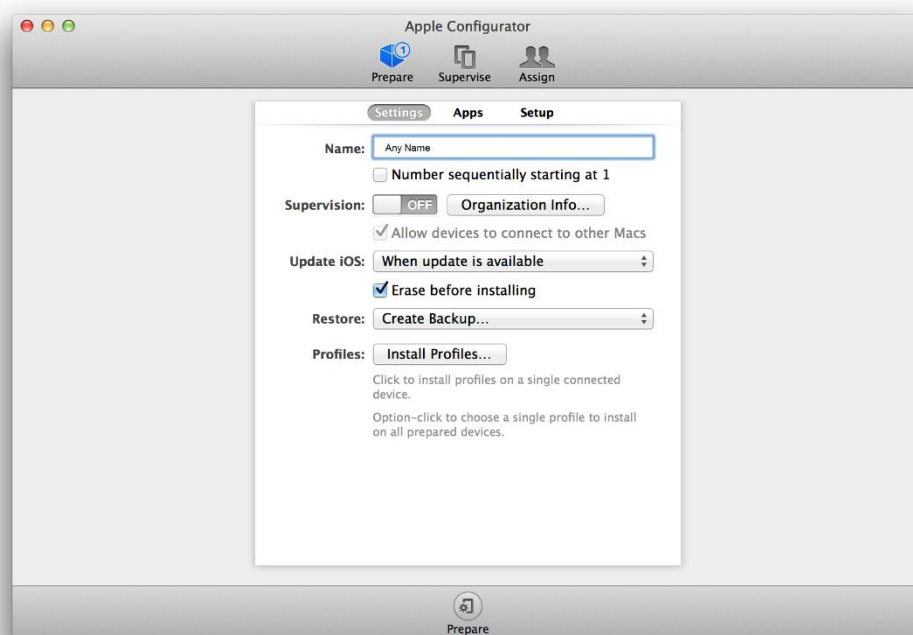 Apple Configurator
1
Prepare Supervise Assign
Settings Apps Setup
Name: Any Name
Number sequentially starting at 1
Supervision: OFF Organization Info...
Allow devices to connect to other Macs
Update iOS: When update is available
Erase before installing
Restore: Create Backup...
Profiles: Install Profiles...
Click to install profiles on a single connected
device.
Option-click to choose a single profile to install
on all prepared devices.
Prepare